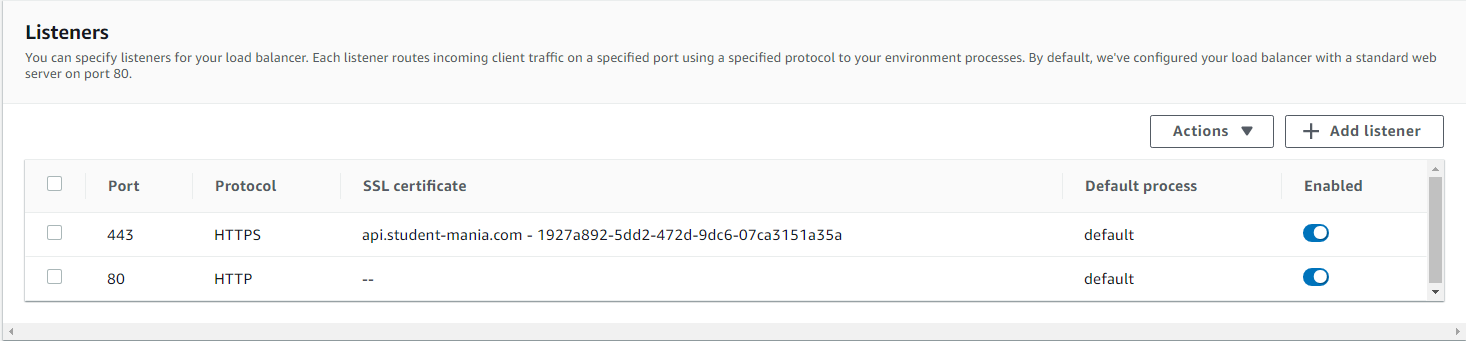 Listeners
You can specify listeners for your load balancer. Each listener routes incoming client traffic on a specified port using a specified protocol to your environment processes. By default, we've configured your load balancer with a standard web
server on port 80.
Actions
Add listener
Port Protocol SSL certificate Default process Enabled
443 HTTPS api.student-mania.com - 1927a892-5dd2-472d-9dc6-07ca3151a35a default
80 HTTP -- default